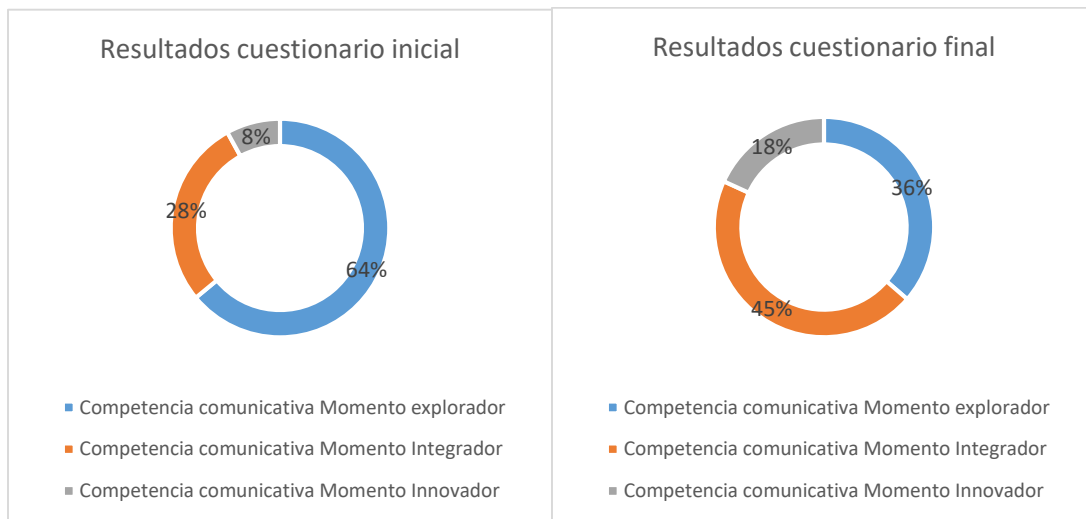 Resultados cuestionario inicial
8%
28%
64%
Competencia comunicativa Momento explorador
Competencia comunicativa Momento Integrador
Competencia comunicativa Momento Innovador
Resultados cuestionario final
18%
36%
45%
Competencia comunicativa Momento explorador
Competencia comunicativa Momento Integrador
Competencia comunicativa Momento Innovador